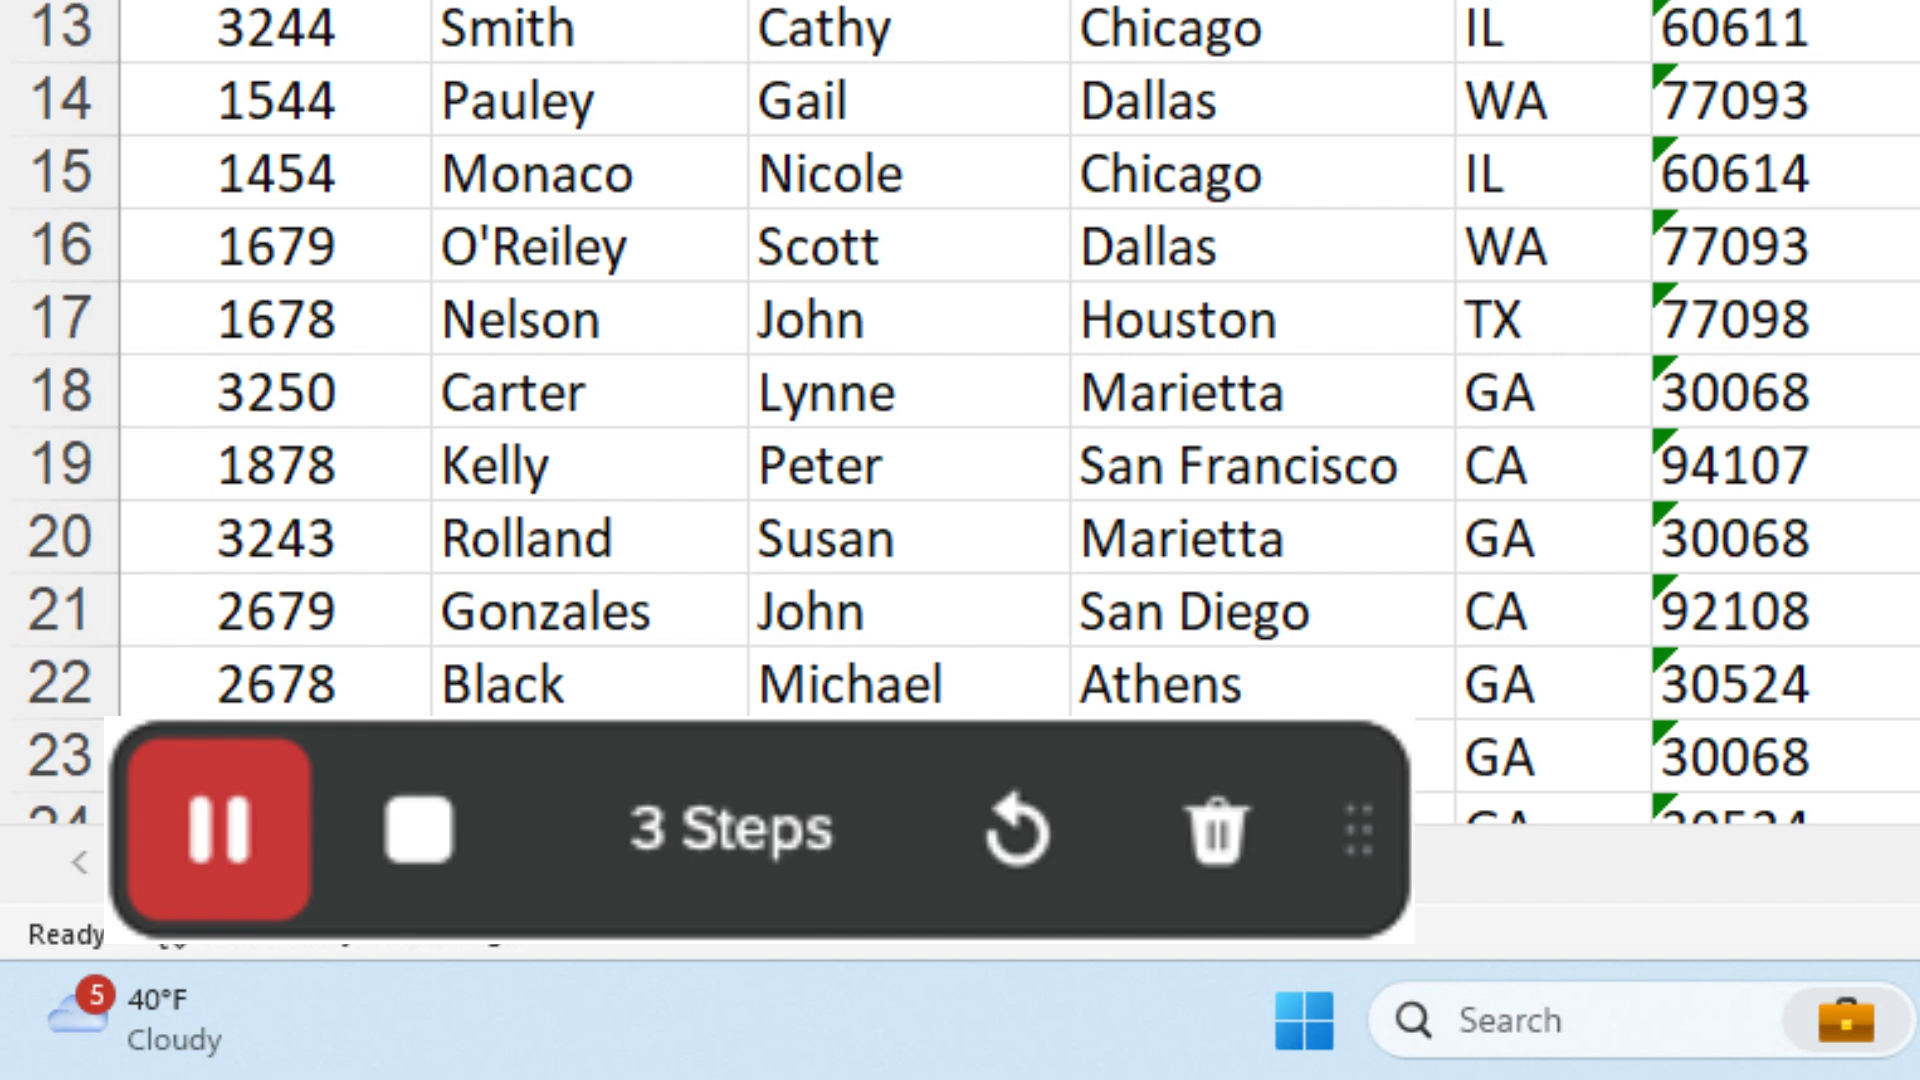 13 3244 Smith Cathy Chicago IL 60611
14 1544 Pauley Gail Dallas WA 77093
15 1454 Monaco Nicole Chicago IL 60614
16 1679 O'Reiley Scott Dallas WA 77093
17 1678 Nelson John Houston TX 77098
18 3250 Carter Lynne Marietta GA 30068
19 1878 Kelly Peter San Francisco CA 94107
20 3243 Rolland Susan Marietta GA 30068
21 2679 Gonzales John San Diego CA 92108
22 2678 Black Michael Athens GA 30524
23 GA 30068
24 GA 30524
3 Steps
Ready
5 40°F
Cloudy
Search